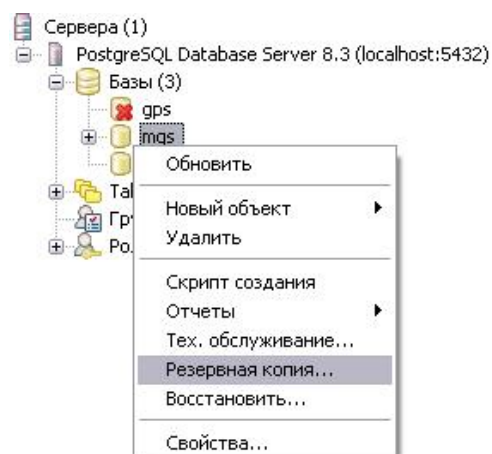 Сервера (1)
PostgreSQL Database Server 8.3 (localhost:5432)
Базы (3)
gps
mgs
Обновить
Новый объект
Удалить
Скрипт создания
Отчеты
Тех. обслуживание...
Резервная копия...
Восстановить...
Свойства...